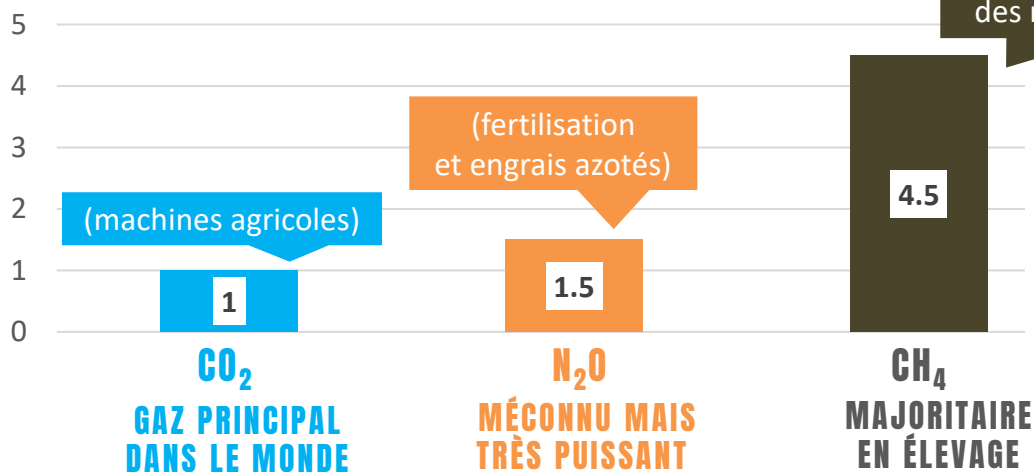 des
5
4
3
2
1
0
(fertilisation
et engrais azotés)
(machines agricoles)
1
1.5
4.5
CO₂
GAZ PRINCIPAL
DANS LE MONDE
N₂O
MÉCONNU MAIS
TRÈS PUISSANT
CH₄
MAJORITAIRE
EN ÉLEVAGE